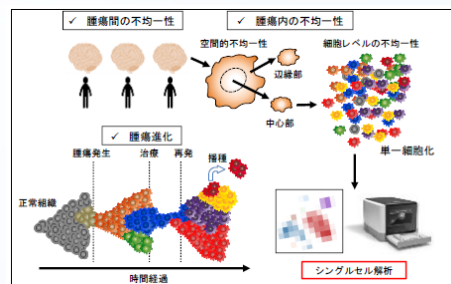 ✓ 腫瘍間の不均一性
✓ 腫瘍内の不均一性
空間的不均一性
辺縁部
中心部
細胞レベルの不均一性
単一細胞化
✓ 腫瘍進化
腫瘍発生
治療
再発
播種
正常組織
時間経過
シングルセル解析